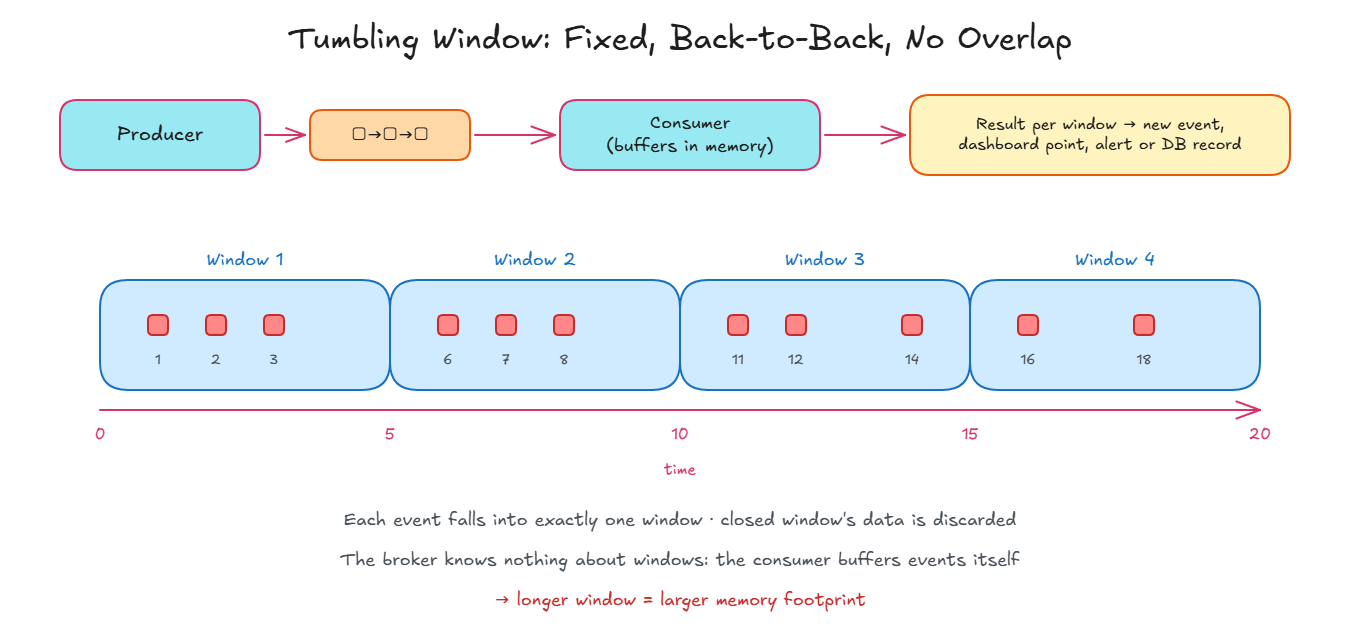 Tumbling Window: Fixed, Back-to-Back, No Overlap
Producer
▢→▢→▢
Consumer
(buffers in memory)
Result per window → new event,
dashboard point, alert or DB record
Window 1
Window 2
Window 3
Window 4
1
2
3
6
7
8
11
12
14
16
18
0
5
10
15
20
time
Each event falls into exactly one window · closed window's data is discarded
The broker knows nothing about windows: the consumer buffers events itself
→ longer window = larger memory footprint